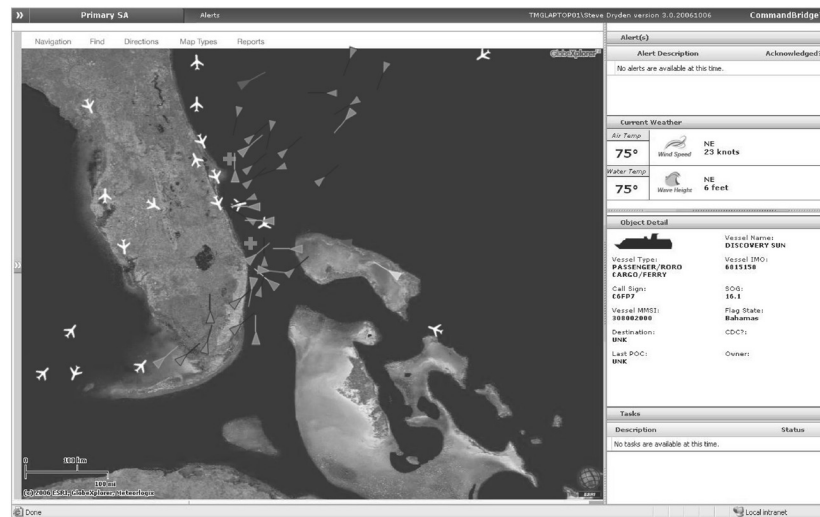 Primary SA
Alerts
TMGLAPTOP01\Steve Dryden version 3.0.20061006
CommandBridge
Navigation Find Directions Map Types Reports
GlobeXplorer
Alert(s)
Alert Description Acknowledged?
No alerts are available at this time.
Current Weather
Air Temp
75°
Wind Speed
NE
23 knots
Water Temp
75°
Wave Height
NE
6 feet
Object Detail
Vessel Name:
DISCOVERY SUN
Vessel Type:
PASSENGER/RORO
CARGO/FERRY
Vessel IMO:
6815158
Call Sign:
C6FP7
SOG:
16.1
Vessel MMSI:
308002000
Flag State:
Bahamas
Destination:
UNK
CDC?:
Last POC:
UNK
Owner:
Tasks
Description Status
No tasks are available at this time.
0 100 km
100 mi
(c) 2006 ESRI, GlobeXplorer, Meteorlogix
Done
Local intranet